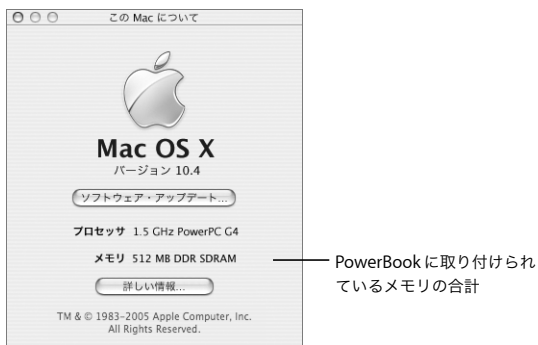 この Mac について
Mac OS X
バージョン 10.4
ソフトウェア・アップデート...
プロセッサ 1.5 GHz PowerPC G4
メモリ 512 MB DDR SDRAM
PowerBook に取り付けられ
ているメモリの合計
詳しい情報...
TM & © 1983-2005 Apple Computer, Inc.
All Rights Reserved.